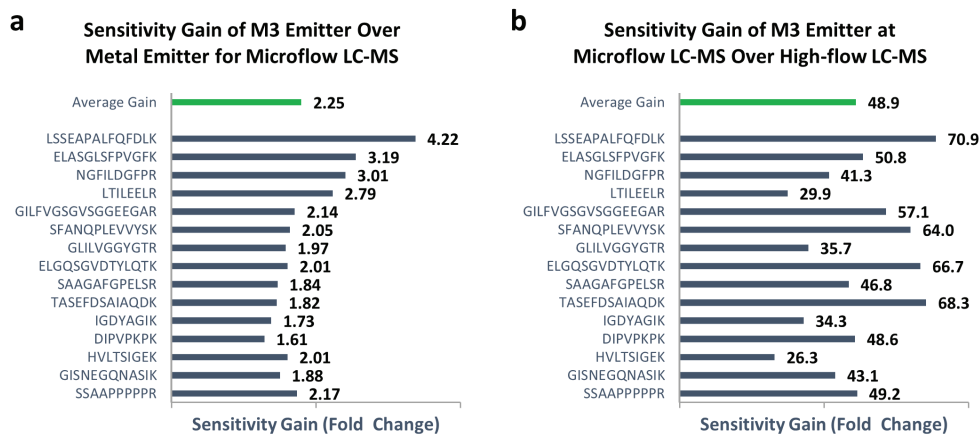 a
Sensitivity Gain of M3 Emitter Over
Metal Emitter for Microflow LC-MS
Average Gain 2.25
LSSEAPALFQFDLK 4.22
ELASGLSFPVGFK 3.19
NGFILDGFPR 3.01
LTILEELR 2.79
GILFVGSGVSGGEEGAR 2.14
SFANQPLEVVYSK 2.05
GLILVGGYGTR 1.97
ELGQSGVDTYLQTK 2.01
SAAGAFGPELSR 1.84
TASEFDSAIAQDK 1.82
IGDYAGIK 1.73
DIPVPKPK 1.61
HVLTSIGEK 2.01
GISNEGQNASIK 1.88
SSAAPPPPPR 2.17
Sensitivity Gain (Fold Change)
b
Sensitivity Gain of M3 Emitter at
Microflow LC-MS Over High-flow LC-MS
Average Gain 48.9
LSSEAPALFQFDLK 70.9
ELASGLSFPVGFK 50.8
NGFILDGFPR 41.3
LTILEELR 29.9
GILFVGSGVSGGEEGAR 57.1
SFANQPLEVVYSK 64.0
GLILVGGYGTR 35.7
ELGQSGVDTYLQTK 66.7
SAAGAFGPELSR 46.8
TASEFDSAIAQDK 68.3
IGDYAGIK 34.3
DIPVPKPK 48.6
HVLTSIGEK 26.3
GISNEGQNASIK 43.1
SSAAPPPPPR 49.2
Sensitivity Gain (Fold Change)